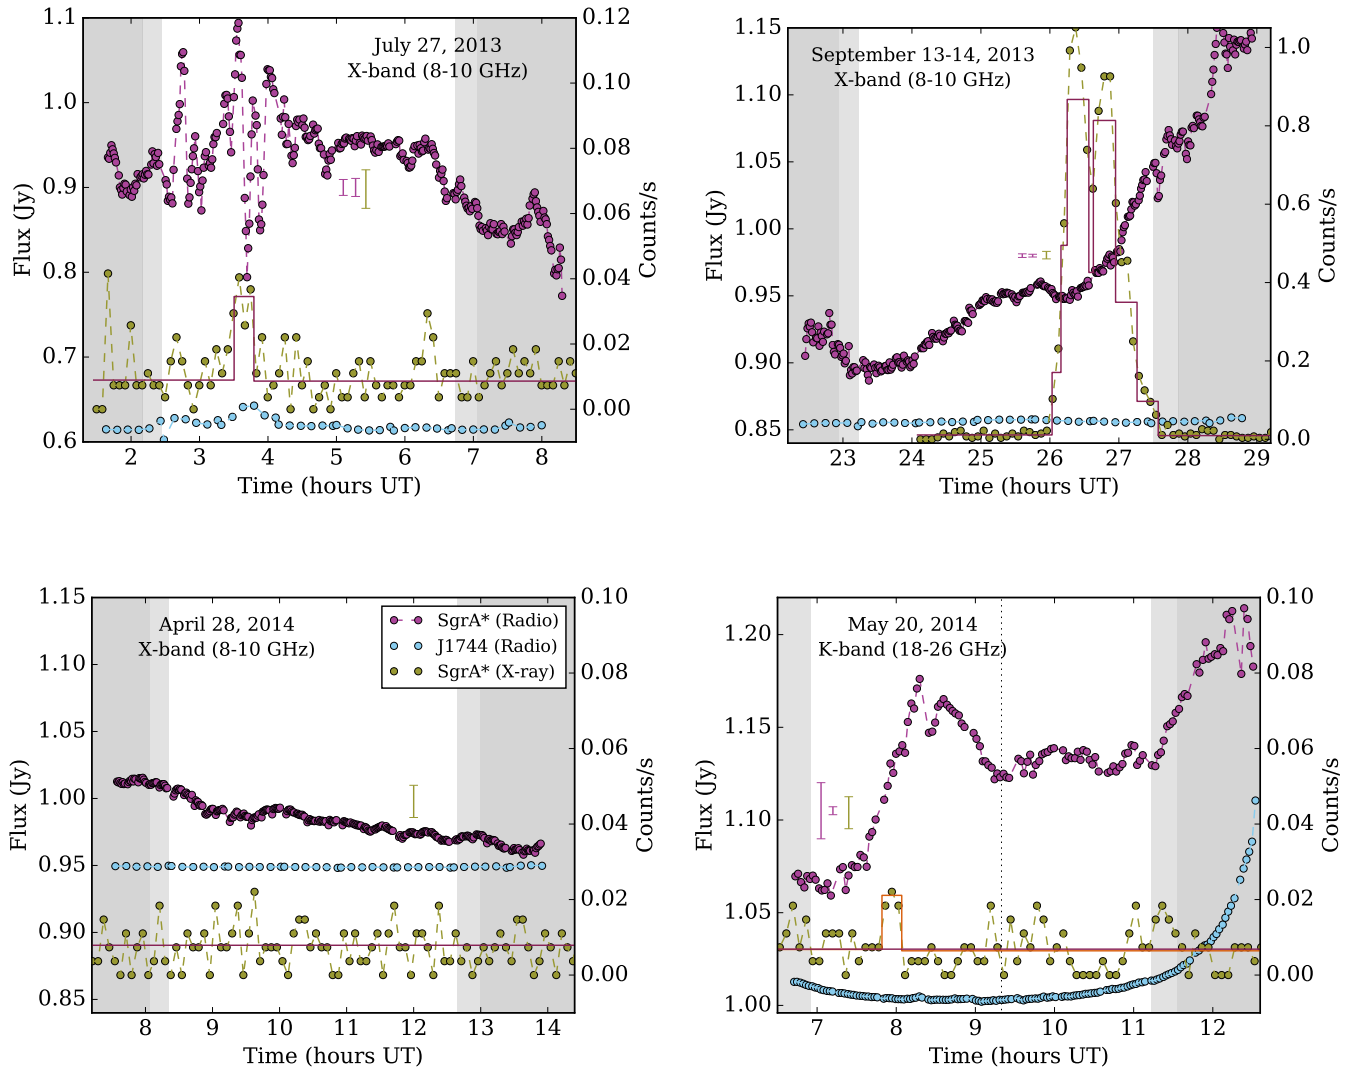 July 27, 2013
X-band (8-10 GHz)
1.1
1.0
0.9
0.8
0.7
0.6
Flux (Jy)
0.12
0.10
0.08
0.06
0.04
0.02
0.00
Counts/s
2 3 4 5 6 7 8
Time (hours UT)
September 13-14, 2013
X-band (8-10 GHz)
1.15
1.10
1.05
1.00
0.95
0.90
0.85
Flux (Jy)
1.0
0.8
0.6
0.4
0.2
0.0
Counts/s
23 24 25 26 27 28 29
Time (hours UT)
April 28, 2014
X-band (8-10 GHz)
SgrA* (Radio)
J1744 (Radio)
SgrA* (X-ray)
1.15
1.10
1.05
1.00
0.95
0.90
0.85
Flux (Jy)
0.10
0.08
0.06
0.04
0.02
0.00
Counts/s
8 9 10 11 12 13 14
Time (hours UT)
May 20, 2014
K-band (18-26 GHz)
1.20
1.15
1.10
1.05
1.00
Flux (Jy)
0.10
0.08
0.06
0.04
0.02
0.00
Counts/s
7 8 9 10 11 12
Time (hours UT)